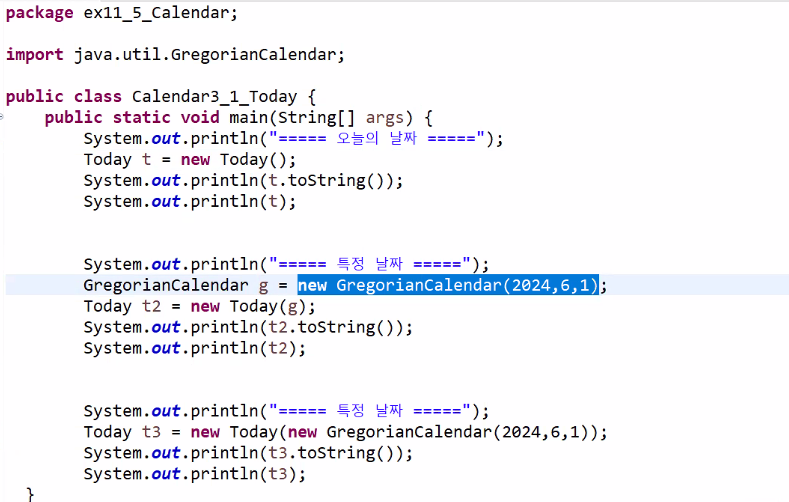 package ex11_5_Calendar;
import java.util.GregorianCalendar;
public class Calendar3_1_Today {
public static void main(String[] args) {
System.out.println("===== 오늘의 날짜 =====");
Today t = new Today();
System.out.println(t.toString());
System.out.println(t);
System.out.println("===== 특정 날짜 =====");
GregorianCalendar g = new GregorianCalendar(2024,6,1);
Today t2 = new Today(g);
System.out.println(t2.toString());
System.out.println(t2);
System.out.println("===== 특정 날짜 =====");
Today t3 = new Today(new GregorianCalendar(2024,6,1));
System.out.println(t3.toString());
System.out.println(t3);
}